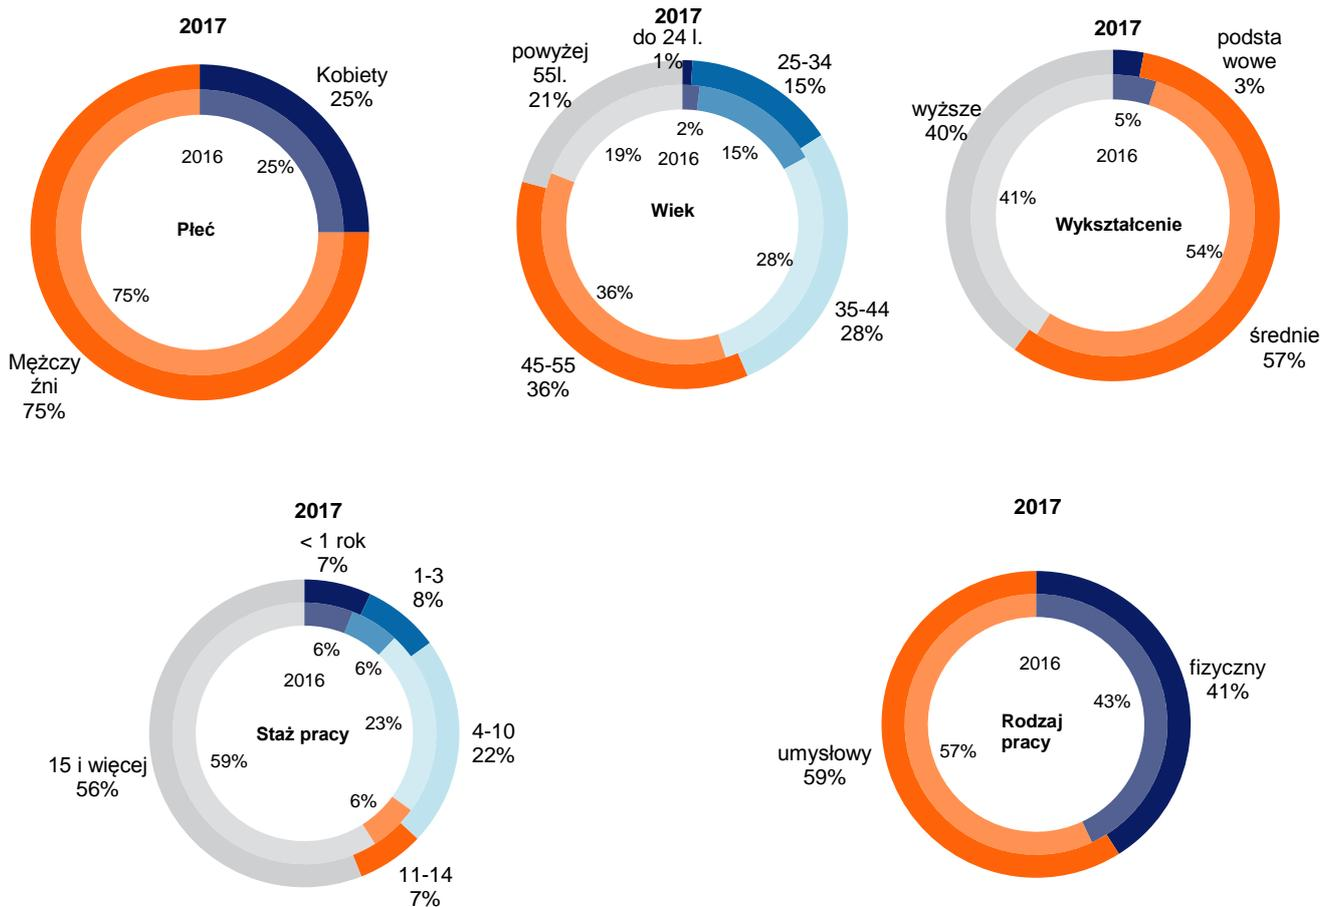 2017
Kobiety
25%
2016
25%
Płeć
75%
Mężczy
źni
75%
2017
do 24 l.
1%
powyżej
55l.
21%
25-34
15%
2%
19%
2016
15%
Wiek
28%
36%
35-44
28%
45-55
36%
2017
podsta
wowe
3%
wyższe
40%
5%
2016
41%
Wykształcenie
54%
średnie
57%
2017
< 1 rok
7%
1-3
8%
6%
6%
2016
23%
Staż pracy
59%
4-10
22%
15 i więcej
56%
6%
11-14
7%
2017
2016
fizyczny
41%
43%
Rodzaj
pracy
57%
umysłowy
59%